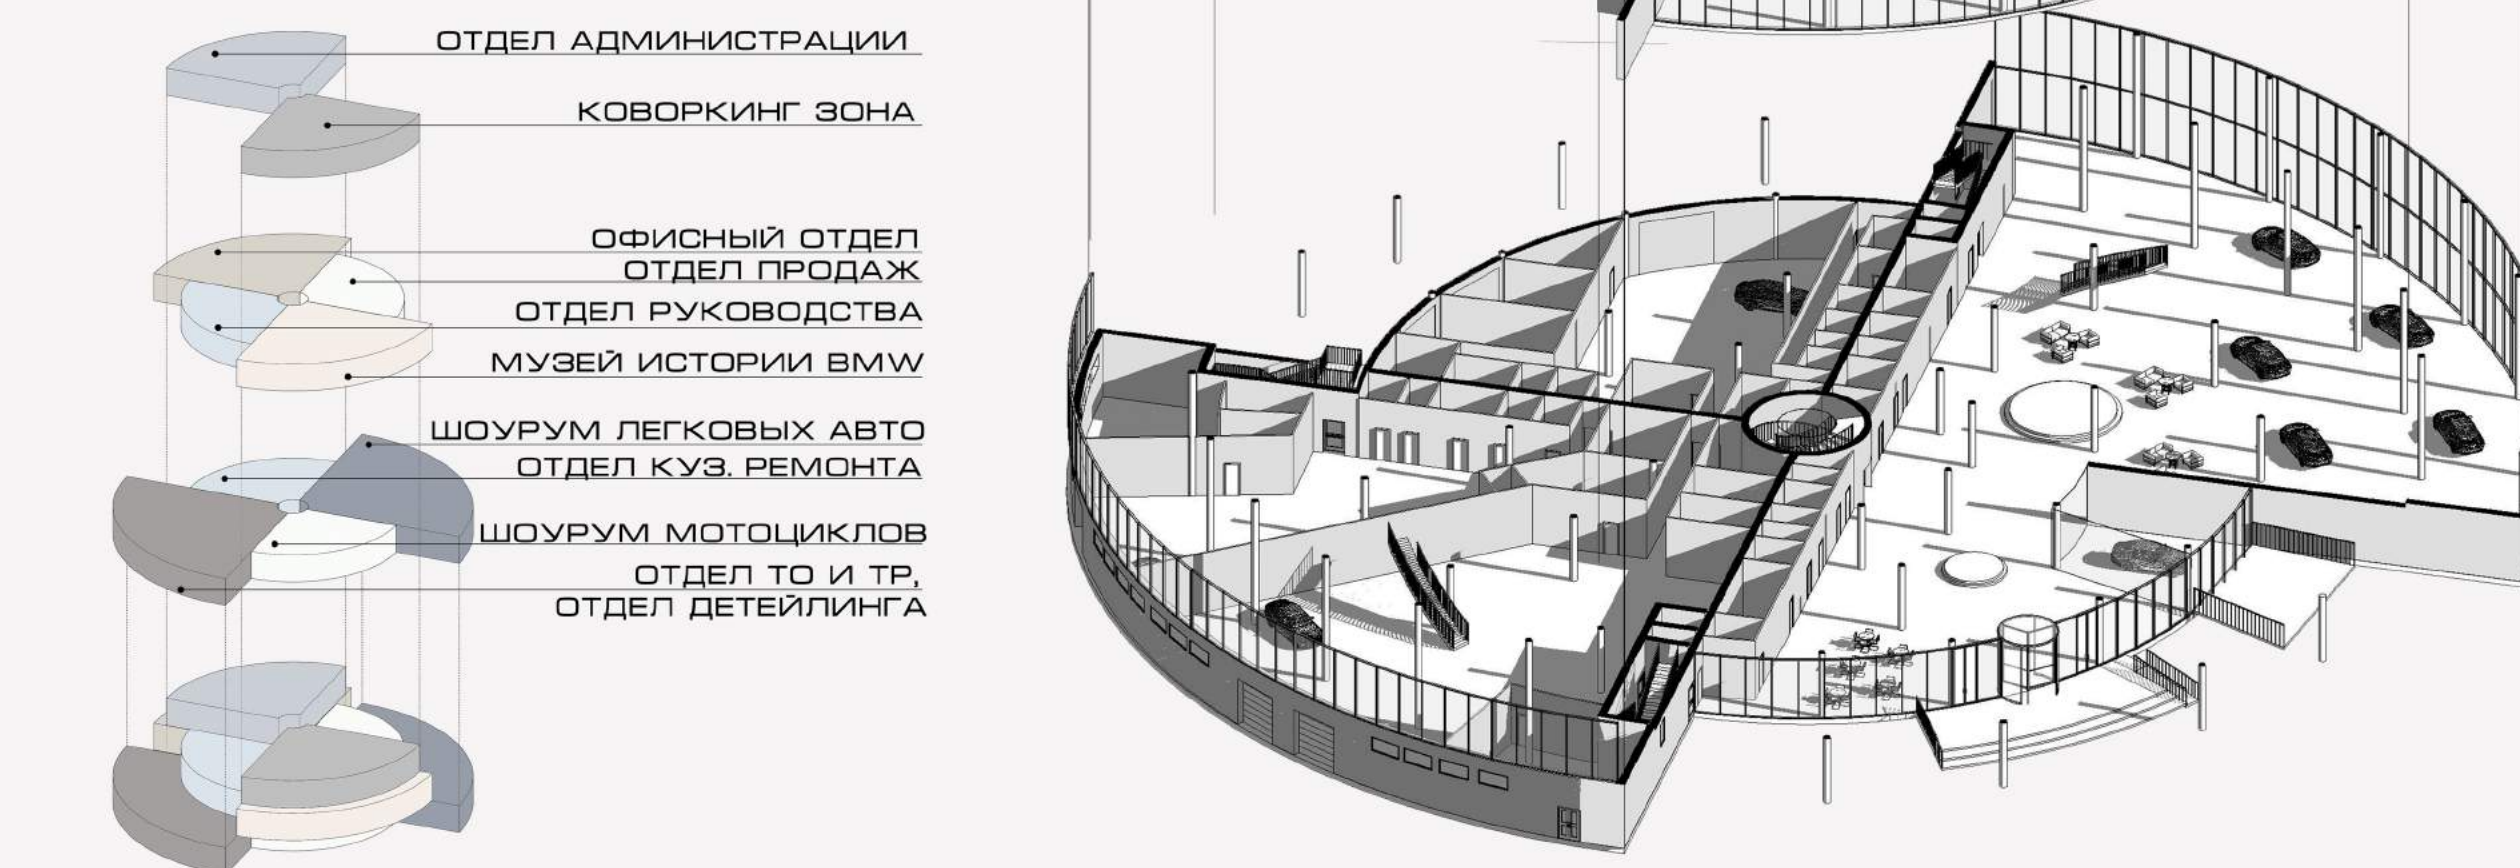 ОТДЕЛ АДМИНИСТРАЦИИ
КОВОРКИНГ ЗОНА
ОФИСНЫЙ ОТДЕЛ
ОТДЕЛ ПРОДАЖ
ОТДЕЛ РУКОВОДСТВА
МУЗЕЙ ИСТОРИИ BMW
ШОУРУМ ЛЕГКОВЫХ АВТО
ОТДЕЛ КУЗ. РЕМОНТА
ШОУРУМ МОТОЦИКЛОВ
ОТДЕЛ ТО И ТР,
ОТДЕЛ ДЕТЕЙЛИНГА